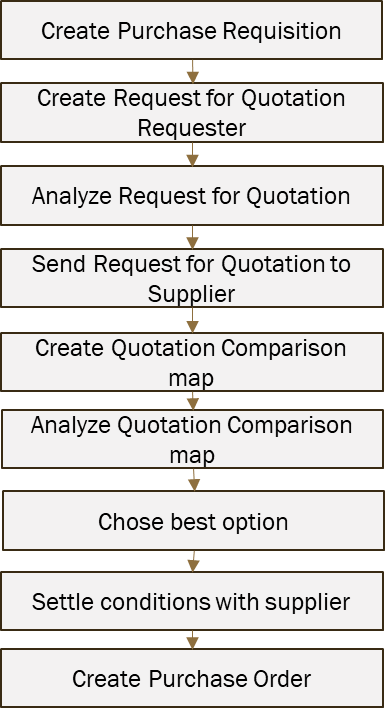 Create Purchase Requisition
Create Request for Quotation
Requester
Analyze Request for Quotation
Send Request for Quotation to
Supplier
Create Quotation Comparison
map
Analyze Quotation Comparison
map
Chose best option
Settle conditions with supplier
Create Purchase Order